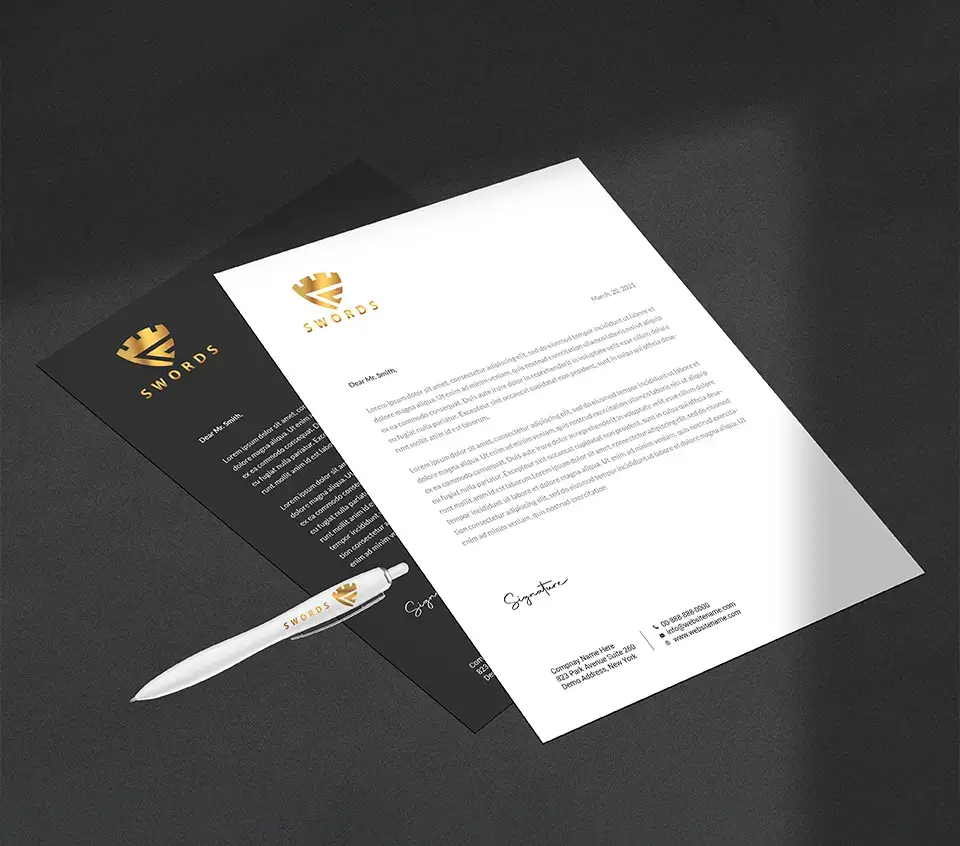 SWORDS
March, 20, 2023
Dear Mr. Smith,
Lorem ipsum dolor sit amet, consectetur adipiscing elit, sed do eiusmod tempor incididunt ut labore et
dolore magna aliqua. Ut enim ad minim veniam, quis nostrud exercitation ullamco laboris nisi ut aliquip
ex ea commodo consequat. Duis aute irure dolor in reprehenderit in voluptate velit esse cillum dolore
eu fugiat nulla pariatur. Excepteur sint occaecat cupidatat non proident, sunt in culpa qui officia dese-
runt mollit anim id est laborum.
Lorem ipsum dolor sit amet, consectetur adipiscing elit, sed do eiusmod tempor incididunt ut labore et
dolore magna aliqua. Ut enim ad minim veniam, quis nostrud exercitation ullamco laboris nisi ut aliquip
ex ea commodo consequat. Duis aute irure dolor in reprehenderit in voluptate velit esse cillum dolore
eu fugiat nulla pariatur. Excepteur sint occaecat cupidatat non proident, sunt in culpa qui officia desa-
runt mollit anim id est laborum.Lorem ipsum dolor sit amet, consectetur adipiscing elit, sed do eiusmod
tempor incididunt ut labore et dolore magna aliqua. Ut enim ad minim veniam, quis nostrud exercita-
tion consectetur adipiscing elit, sed do eiusmod tempor incididunt ut labore et dolore magna aliqua. Ut
enim ad minim veniam, quis nostrud exercitation
Signature
Compnay Name Here
823 Park Avenue Suite 260
Demo Address, New York
00-888-888-0000
info@websitename.com
www.websitename.com
SWORDS
Dear Mr. Smith,
Lorem ipsum dolor sit amet,
dolore magna aliqua. Ut enim
ex ea commodo consequat.
eu fugiat nulla pariatur.
runt mollit anim id est
Lorem ipsum dolor sit
dolore magna aliqua.
ex ea commodo
eu fugiat nulla
runt mollit anim
tempor incididunt
tion consectetur
enim ad minim
SWORDS